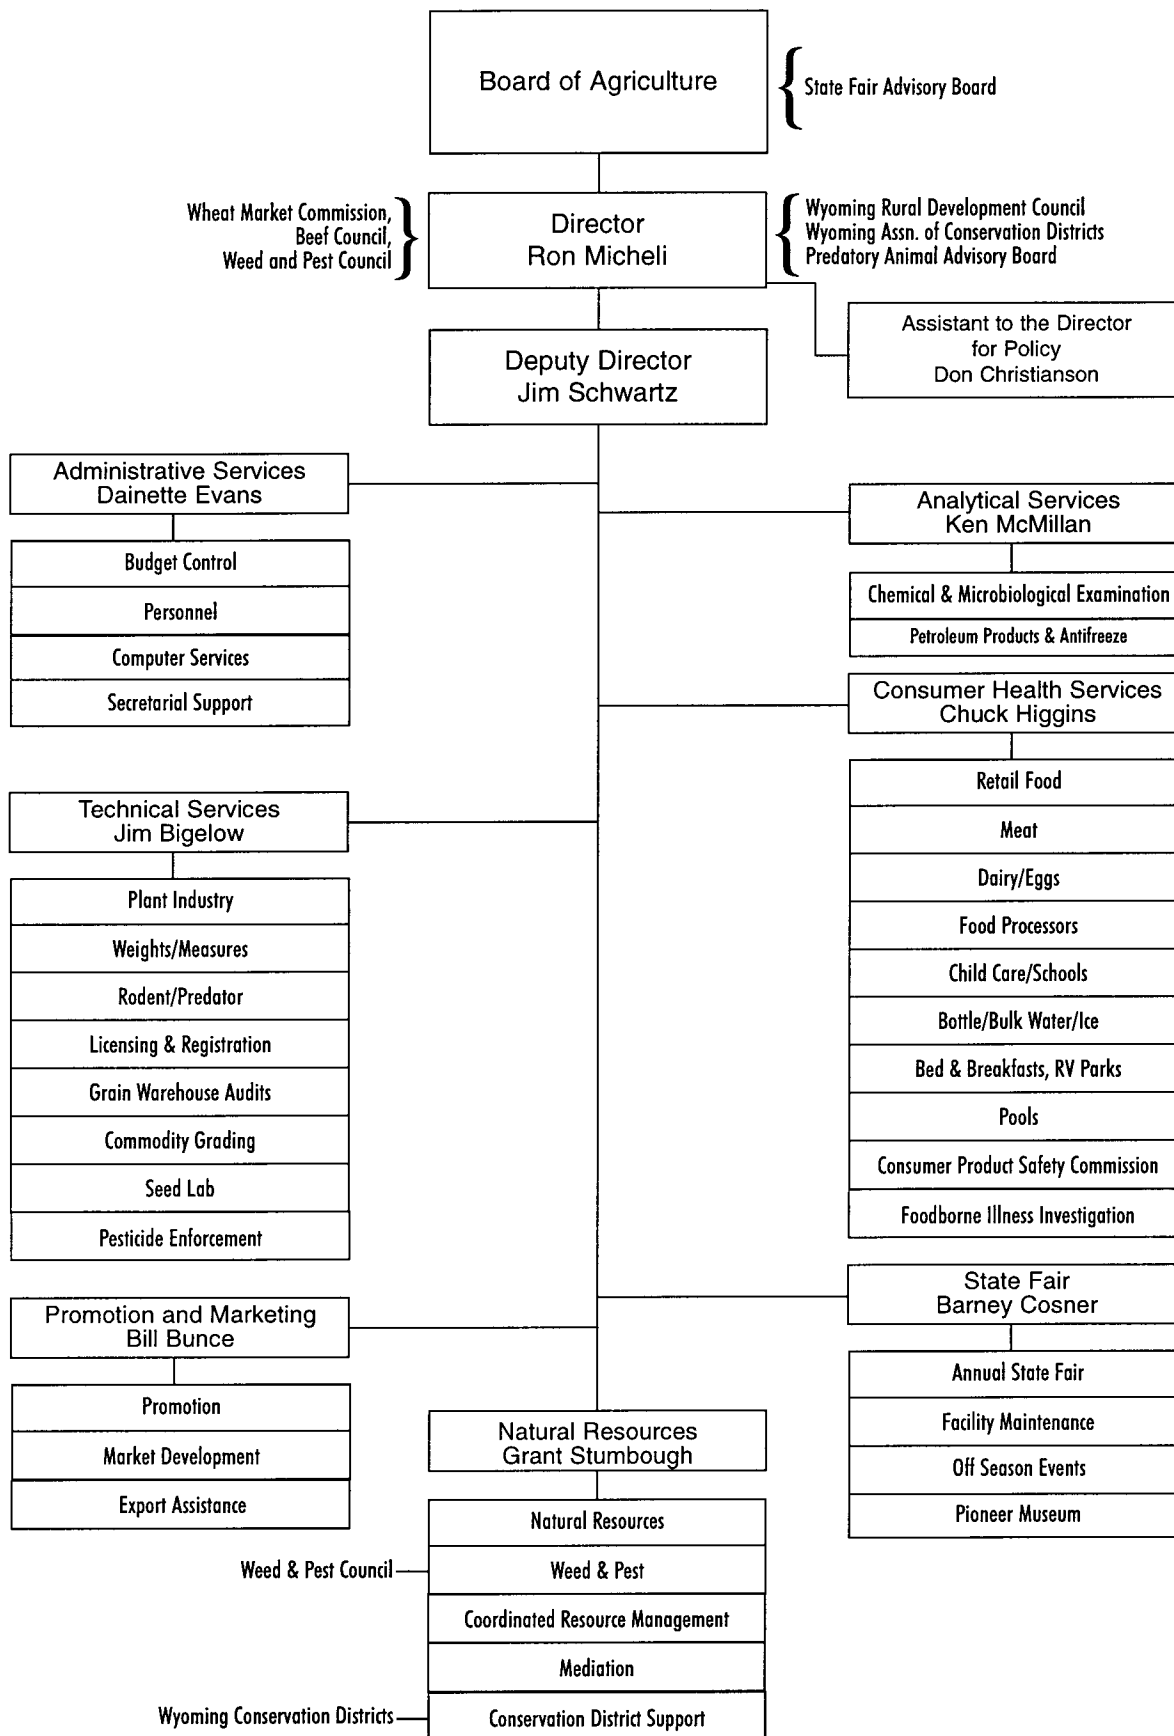 Board of Agriculture
State Fair Advisory Board
Wheat Market Commission,
Beef Council,
Weed and Pest Council
Director
Ron Micheli
Wyoming Rural Development Council
Wyoming Assn. of Conservation Districts
Predatory Animal Advisory Board
Assistant to the Director
for Policy
Don Christianson
Deputy Director
Jim Schwartz
Administrative Services
Dainette Evans
Budget Control
Personnel
Computer Services
Secretarial Support
Analytical Services
Ken McMillan
Chemical & Microbiological Examination
Petroleum Products & Antifreeze
Consumer Health Services
Chuck Higgins
Retail Food
Meat
Dairy/Eggs
Food Processors
Child Care/Schools
Bottle/Bulk Water/Ice
Bed & Breakfasts, RV Parks
Pools
Consumer Product Safety Commission
Foodborne Illness Investigation
Technical Services
Jim Bigelow
Plant Industry
Weights/Measures
Rodent/Predator
Licensing & Registration
Grain Warehouse Audits
Commodity Grading
Seed Lab
Pesticide Enforcement
State Fair
Barney Cosner
Annual State Fair
Facility Maintenance
Off Season Events
Pioneer Museum
Promotion and Marketing
Bill Bunce
Promotion
Market Development
Export Assistance
Natural Resources
Grant Stumbough
Natural Resources
Weed & Pest Council
Weed & Pest
Coordinated Resource Management
Mediation
Wyoming Conservation Districts
Conservation District Support